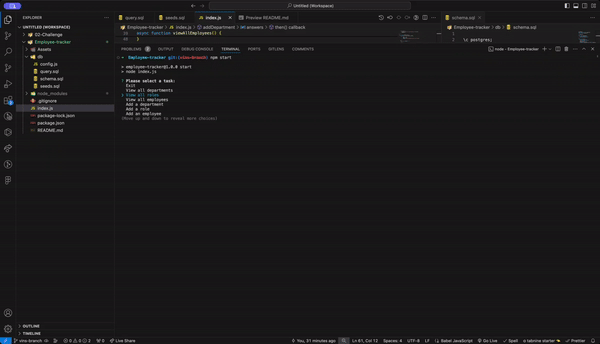 Untitled (Workspace)
EXPLORER
UNTITLED (WORKSPACE)
02-Challenge
Employee-tracker
Assets
db
config.js
query.sql
schema.sql
seeds.sql
node_modules
.gitignore
index.js
package-lock.json
package.json
README.md
OUTLINE
TIMELINE
query.sql
seeds.sql
index.js
Preview README.md
Employee-tracker > index.js > addDepartment > answers > then() callback
async function viewAllEmployees() {
}
schema.sql
Employee-tracker > db > schema.sql
\c postgres;
PROBLEMS 2 OUTPUT DEBUG CONSOLE TERMINAL GITLENS COMMENTS
node - Employee-tracker
Employee-tracker git:(vine-branch) npm start
> employee-tracker@1.0.0 start
> node index.js
? Please select a task:
Exit
View all departments
> View all roles
View all employees
Add a department
Add a role
Add an employee
(Move up and down to reveal more choices)
vine-branch
Live Share
You, 31 minutes ago
Ln 61, Col 12
Spaces: 4
UTF-8
LF
Babel JavaScript
Go Live
Spell
tabnine starter
Prettier